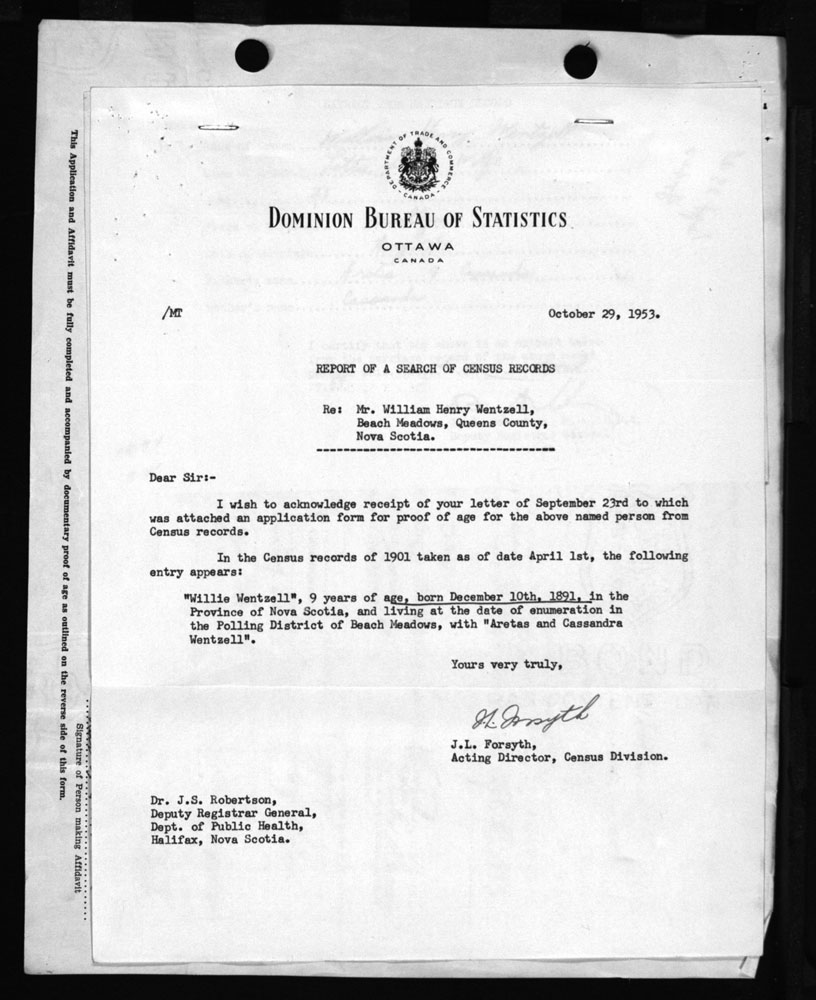 DEPARTMENT OF TRADE AND COMMERCE
CANADA
DOMINION BUREAU OF STATISTICS
OTTAWA
CANADA
/MT
October 29, 1953.
REPORT OF A SEARCH OF CENSUS RECORDS
Re: Mr. William Henry Wentzell,
Beach Meadows, Queens County,
Nova Scotia.
Dear Sir:-
I wish to acknowledge receipt of your letter of September 23rd to which
was attached an application form for proof of age for the above named person from
Census records.
In the Census records of 1901 taken as of date April 1st, the following
entry appears:
"Willie Wentzell", 9 years of age, born December 10th, 1891, in the
Province of Nova Scotia, and living at the date of enumeration in
the Polling District of Beach Meadows, with "Aretas and Cassandra
Wentzell".
Yours very truly,
J.L. Forsyth
J.L. Forsyth,
Acting Director, Census Division.
Dr. J.S. Robertson,
Deputy Registrar General,
Dept. of Public Health,
Halifax, Nova Scotia.
This Application and Affidavit must be fully completed and accompanied by documentary proof of age as outlined on the reverse side of this form.
Signature of Person making Affidavit